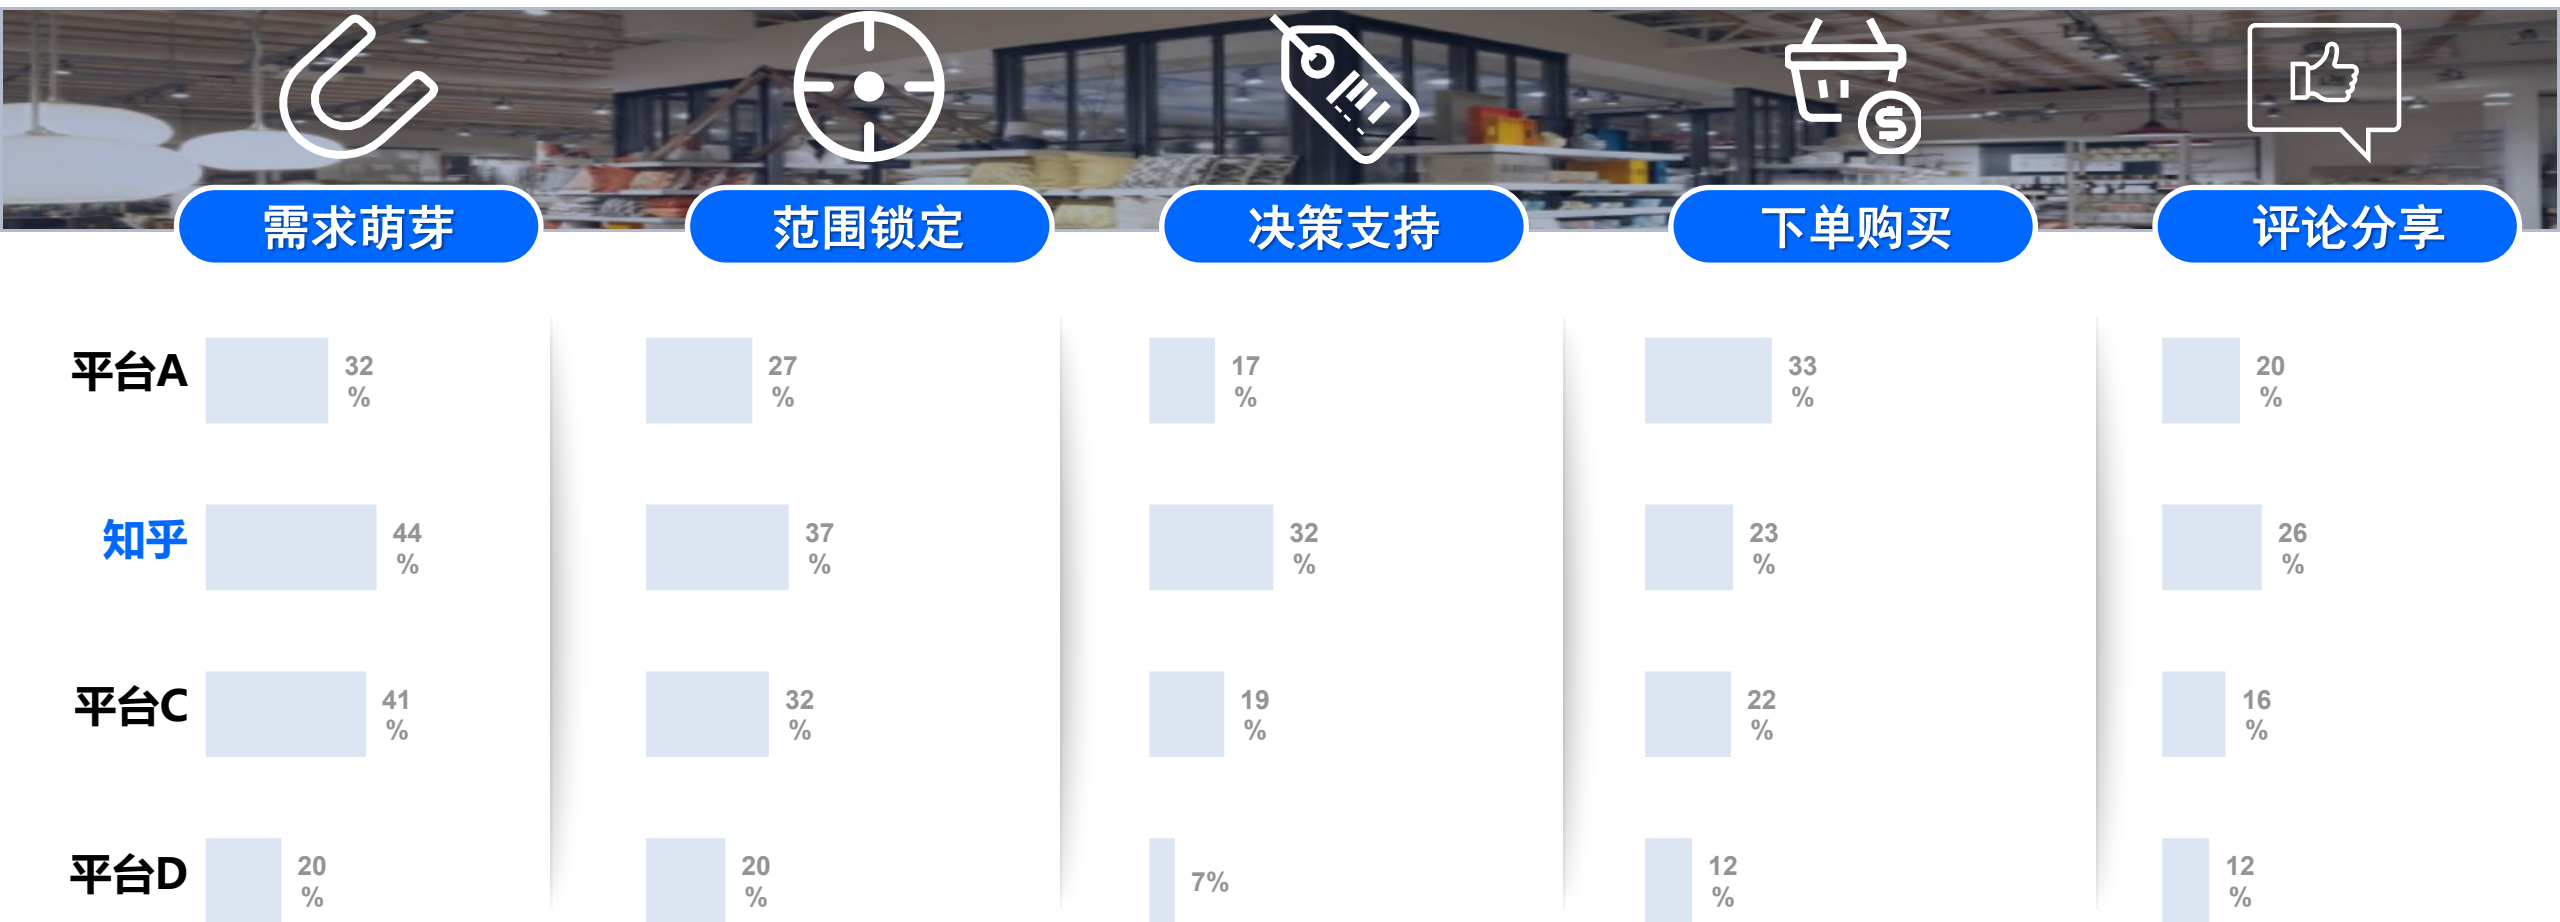 需求萌芽 范围锁定 决策支持 下单购买 评论分享
平台A 32% 27% 17% 33% 20%
知乎 44% 37% 32% 23% 26%
平台C 41% 32% 19% 22% 16%
平台D 20% 20% 7% 12% 12%